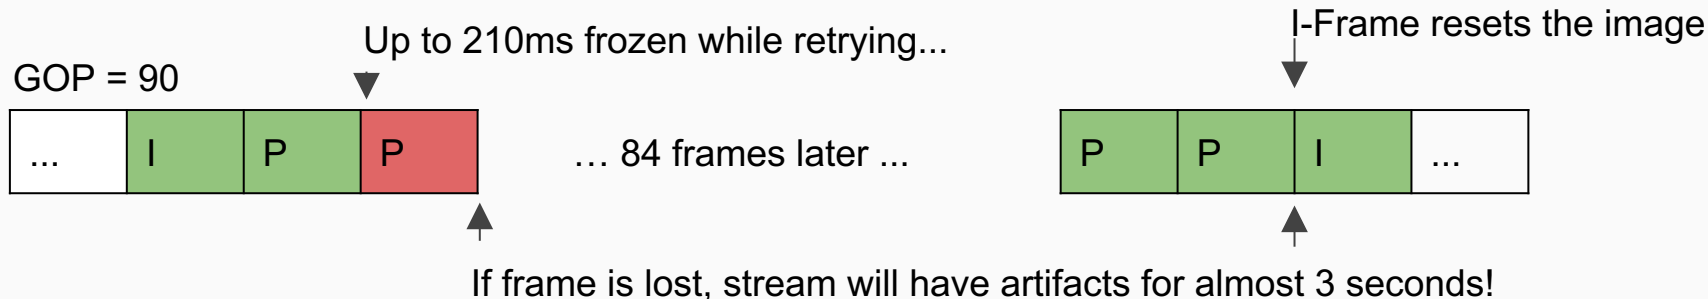 I-Frame resets the image
Up to 210ms frozen while retrying...
GOP = 90
... I P P … 84 frames later ... P P I ...
If frame is lost, stream will have artifacts for almost 3 seconds!